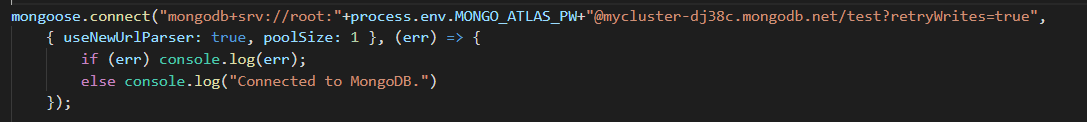 mongoose.connect("mongodb+srv://root:"+process.env.MONGO_ATLAS_PW+"@mycluster-dj38c.mongodb.net/test?retryWrites=true",
    { useNewUrlParser: true, poolSize: 1 }, (err) => {
        if (err) console.log(err);
        else console.log("Connected to MongoDB.")
    });